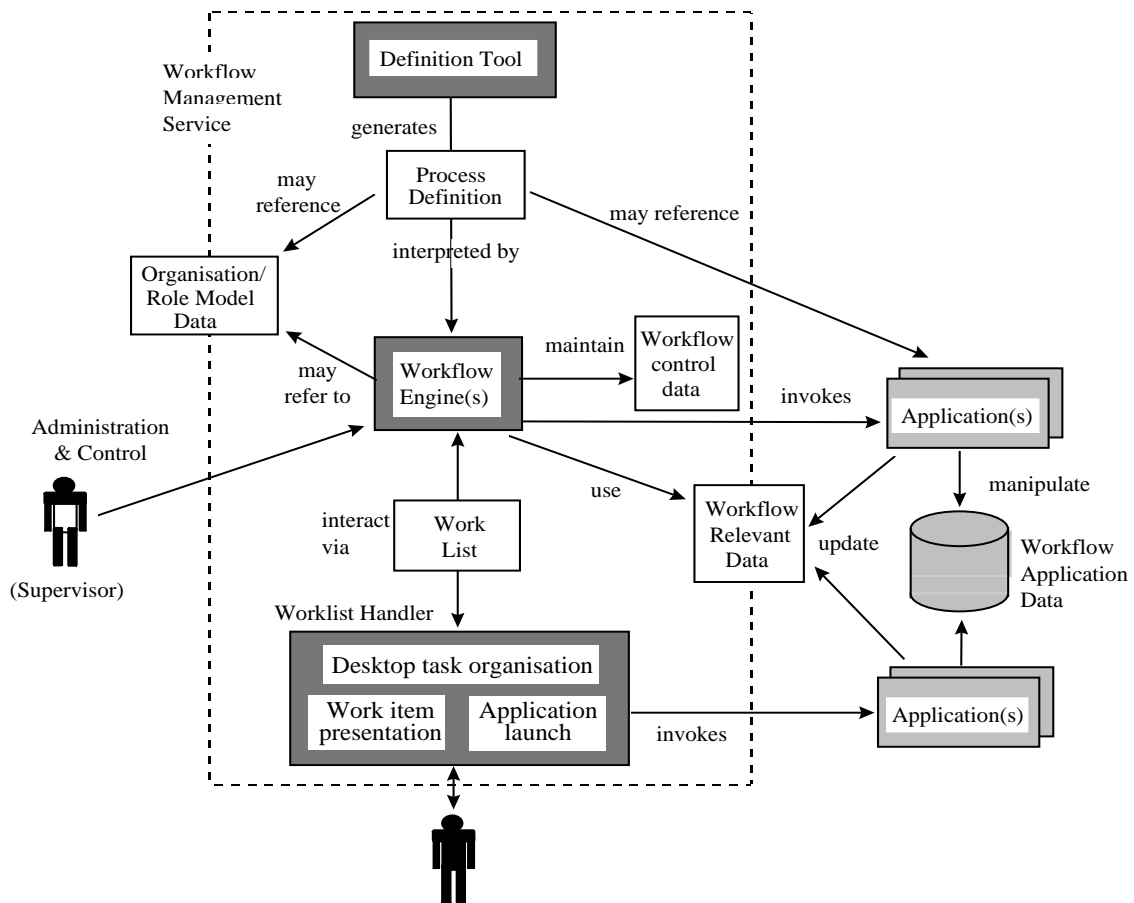 Definition Tool
Workflow
Management
Service
generates
Process
Definition
may
reference
may reference
interpreted by
Organisation/
Role Model
Data
may
refer to
Workflow
Engine(s)
maintain
Workflow
control
data
invokes
Application(s)
Administration
& Control
(Supervisor)
interact
via
Work
List
use
Workflow
Relevant
Data
update
manipulate
Workflow
Application
Data
Worklist Handler
Desktop task organisation
Work item
presentation
Application
launch
invokes
Application(s)